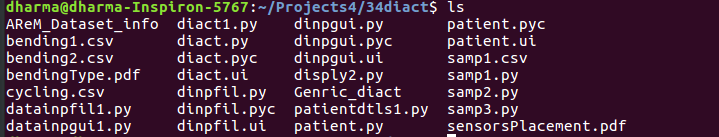 dharma@dharma-Inspiron-5767:~/Projects4/34diact$ ls
AReM_Dataset_info diact1.py dinpgui.py patient.pyc
bending1.csv diact.py dinpgui.pyc patient.ui
bending2.csv diact.pyc dinpgui.ui samp1.csv
bendingType.pdf diact.ui disply2.py samp1.py
cycling.csv dinpfil.py Genric_diact samp2.py
datainpfil1.py dinpfil.pyc patientdtls1.py samp3.py
datainpgui1.py dinpfil.ui patient.py sensorsPlacement.pdf